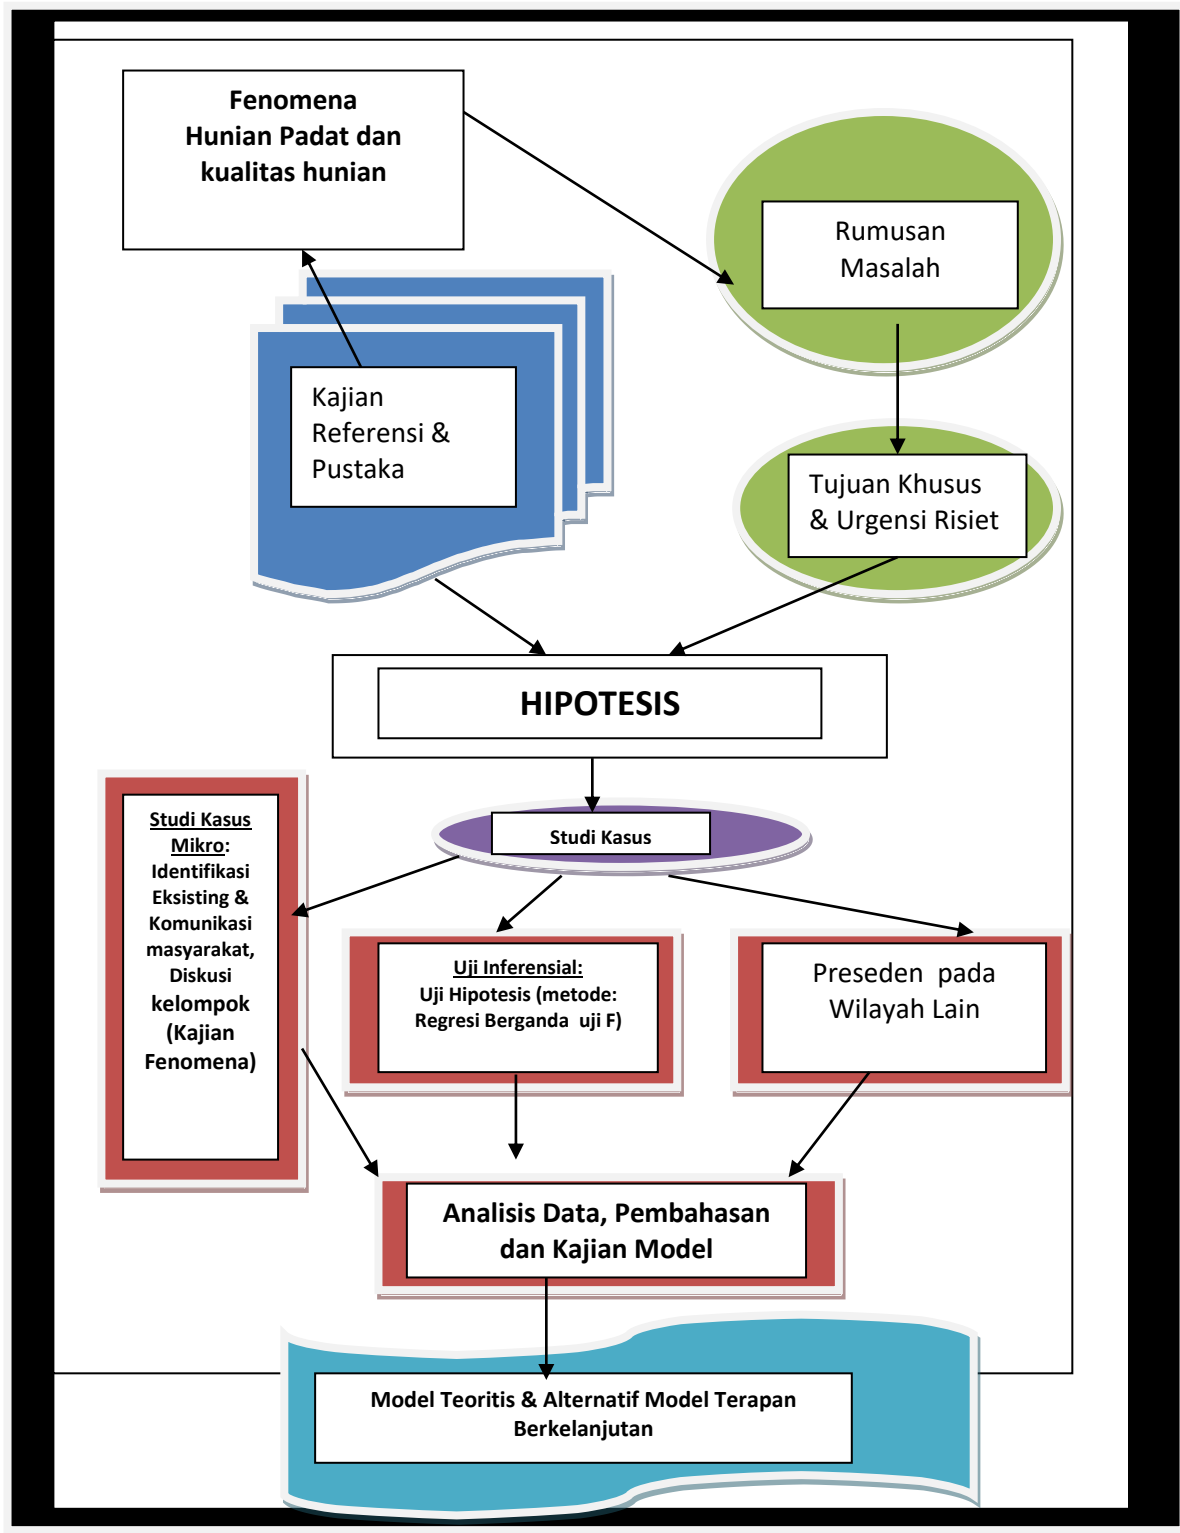 Fenomena
Hunian Padat dan
kualitas hunian
Rumusan
Masalah
Kajian
Referensi &
Pustaka
Tujuan Khusus
& Urgensi Risiet
HIPOTESIS
Studi Kasus
Studi Kasus
Mikro:
Identifikasi
Eksisting &
Komunikasi
masyarakat,
Diskusi
kelompok
(Kajian
Fenomena)
Uji Inferensial:
Uji Hipotesis (metode:
Regresi Berganda  uji F)
Preseden  pada
Wilayah Lain
Analisis Data, Pembahasan
dan Kajian Model
Model Teoritis & Alternatif Model Terapan
Berkelanjutan